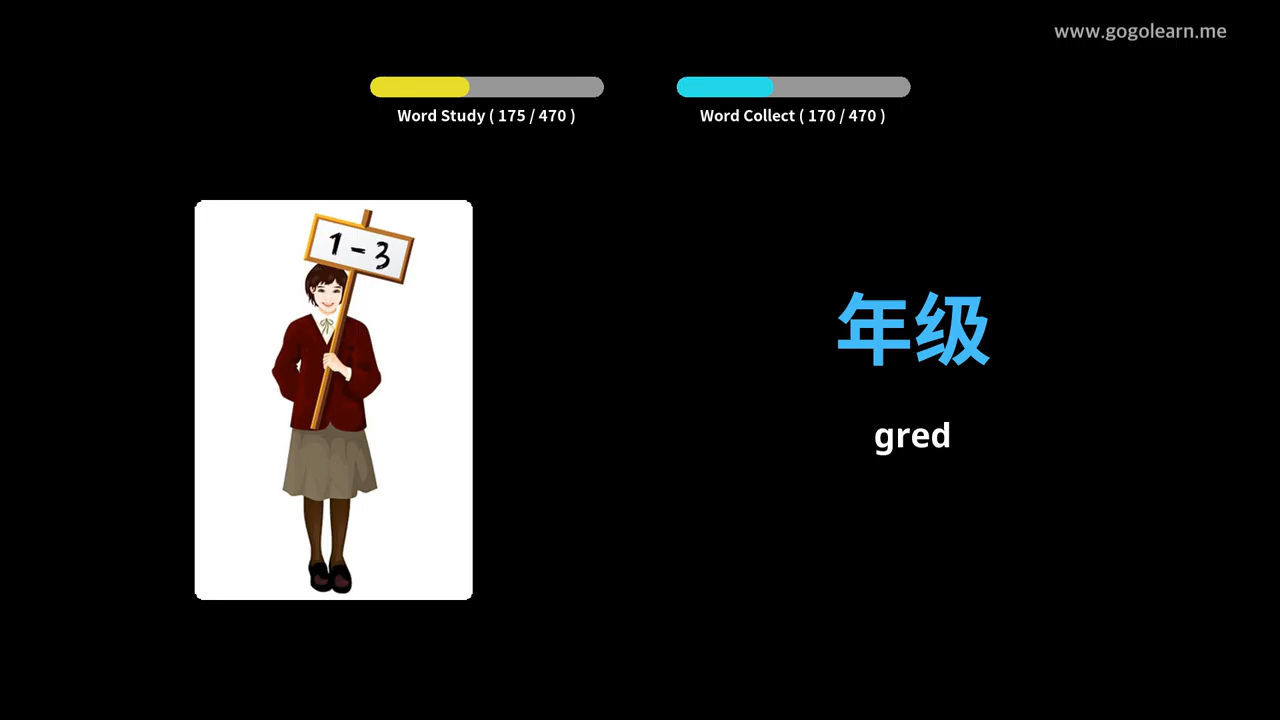 www.gogolearn.me
Word Study ( 175 / 470 )
Word Collect ( 170 / 470 )
1 - 3
年级
gred